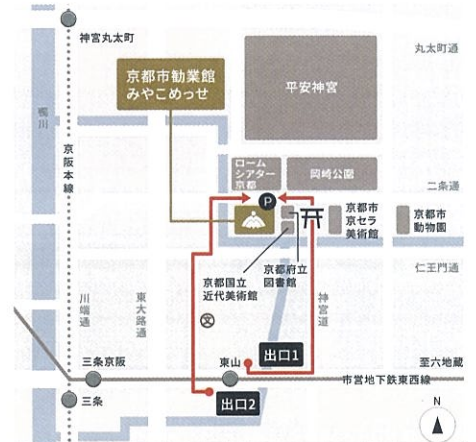 神宮丸太町
丸太町通
京都市勧業館
みやこめっせ
平安神宮
鴨川
京阪本線
ローム
シアター
京都
岡崎公園
二条通
P
京都市
京セラ
美術館
京都市
動物園
京都国立
近代美術館
京都府立
図書館
仁王門通
川端通
東大路通
神宮道
文
出口1
三条京阪
東山
至六地蔵
市営地下鉄東西線
三条
出口2
N